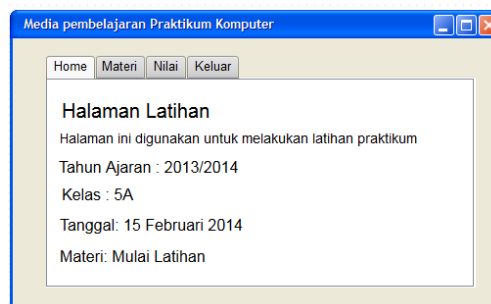 Media pembelajaran Praktikum Komputer
Home Materi Nilai Keluar
Halaman Latihan
Halaman ini digunakan untuk melakukan latihan praktikum
Tahun Ajaran : 2013/2014
Kelas : 5A
Tanggal: 15 Februari 2014
Materi: Mulai Latihan